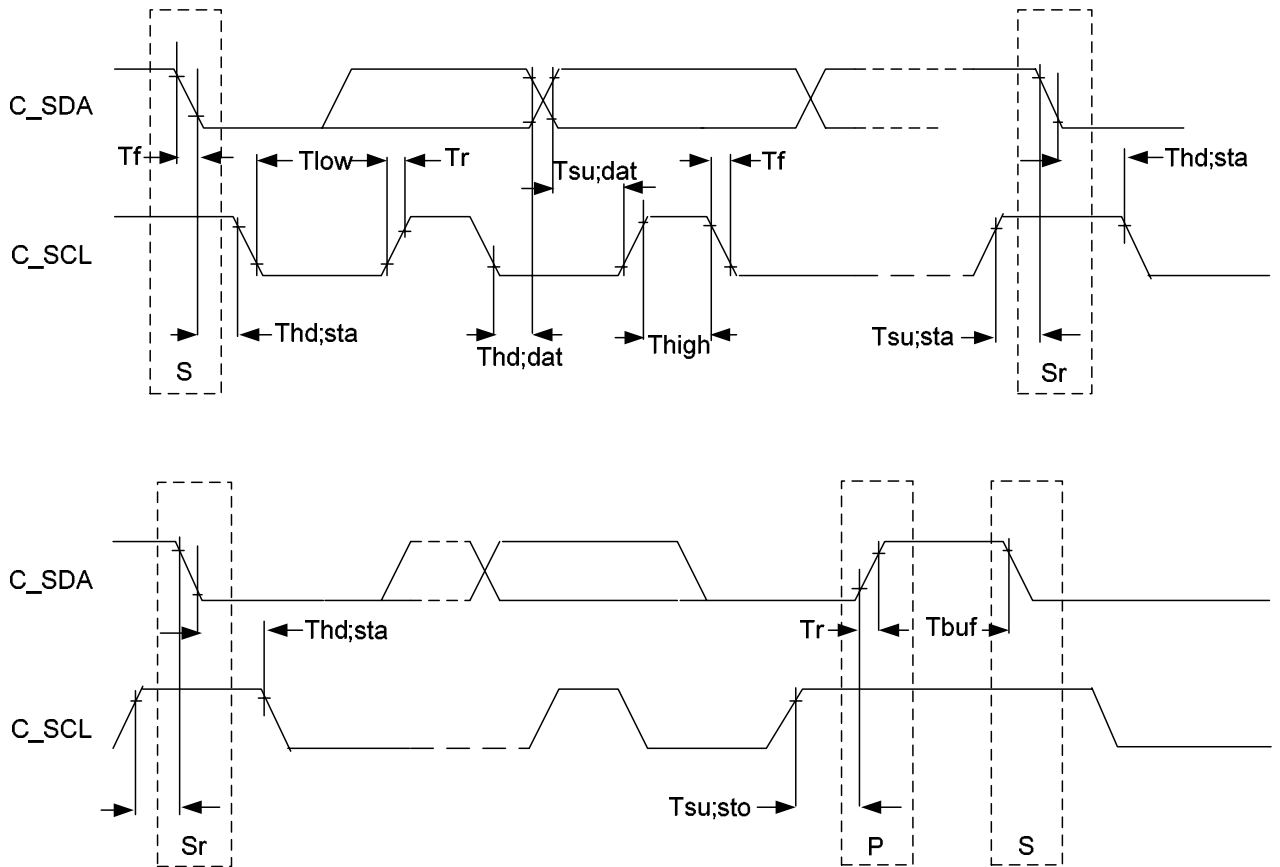 C_SDA
Tf
Tlow
Tr
Tsu;dat
Tf
Thd;sta
C_SCL
Thd;sta
Thd;dat
Thigh
Tsu;sta
S
Sr
C_SDA
Thd;sta
Tr
Tbuf
C_SCL
Tsu;sto
Sr
P
S